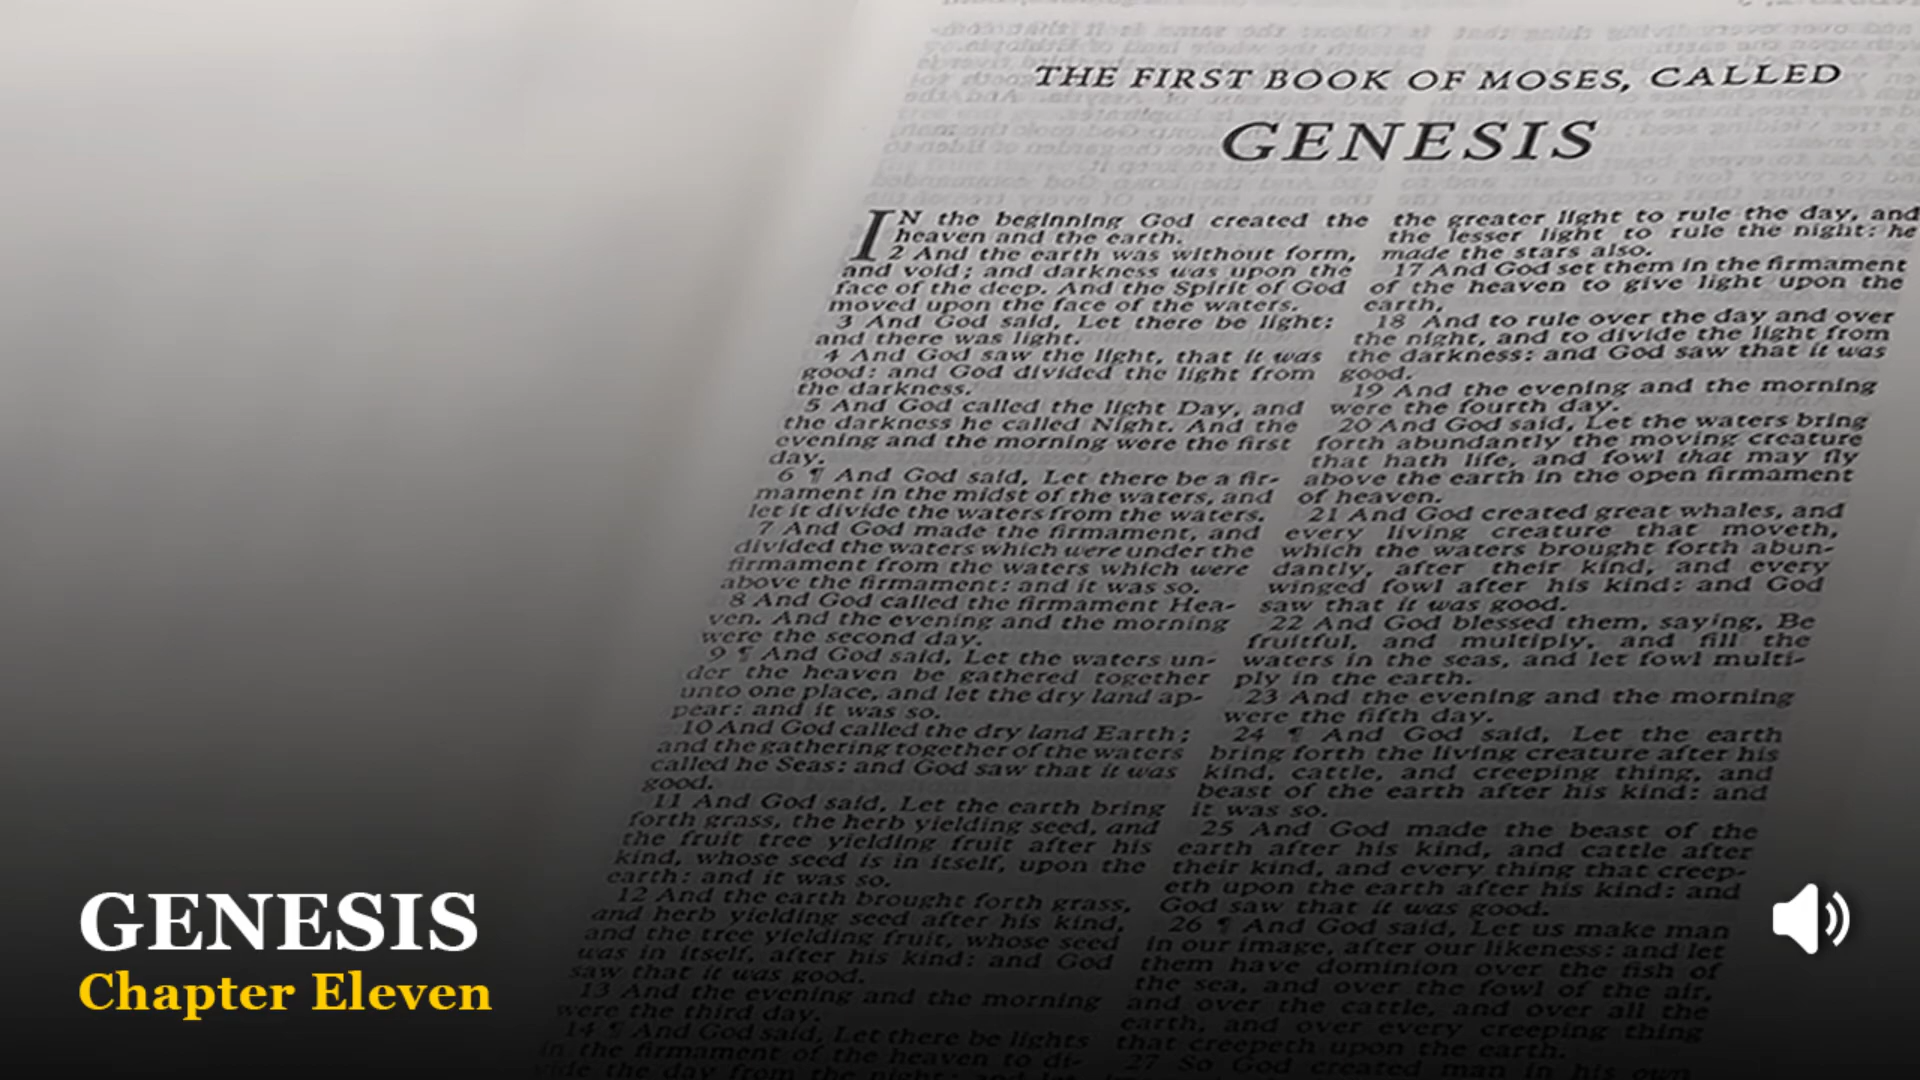 THE FIRST BOOK OF MOSES, CALLED
GENESIS
IN the beginning God created the
heaven and the earth.
2 And the earth was without form,
and void; and darkness was upon the
face of the deep. And the Spirit of God
moved upon the face of the waters.
3 And God said, Let there be light:
and there was light.
4 And God saw the light, that it was
good: and God divided the light from
the darkness.
5 And God called the light Day, and
the darkness he called Night. And the
evening and the morning were the first
day.
6 ¶ And God said, Let there be a fir-
mament in the midst of the waters, and
let it divide the waters from the waters.
7 And God made the firmament, and
divided the waters which were under the
firmament from the waters which were
above the firmament: and it was so.
8 And God called the firmament Hea-
ven. And the evening and the morning
were the second day.
9 ¶ And God said, Let the waters un-
der the heaven be gathered together
unto one place, and let the dry land ap-
pear: and it was so.
10 And God called the dry land Earth;
and the gathering together of the waters
called he Seas: and God saw that it was
good.
11 And God said, Let the earth bring
forth grass, the herb yielding seed, and
the fruit tree yielding fruit after his
kind, whose seed is in itself, upon the
earth: and it was so.
12 And the earth brought forth grass,
and herb yielding seed after his kind,
and the tree yielding fruit, whose seed
was in itself, after his kind: and God
saw that it was good.
13 And the evening and the morning
were the third day.
14 ¶ And God said, Let there be lights
in the firmament of the heaven to di-
vide the day from the night; and let
the greater light to rule the day, and
the lesser light to rule the night: he
made the stars also.
17 And God set them in the firmament
of the heaven to give light upon the
earth,
18 And to rule over the day and over
the night, and to divide the light from
the darkness: and God saw that it was
good.
19 And the evening and the morning
were the fourth day.
20 And God said, Let the waters bring
forth abundantly the moving creature
that hath life, and fowl that may fly
above the earth in the open firmament
of heaven.
21 And God created great whales, and
every living creature that moveth,
which the waters brought forth abun-
dantly, after their kind, and every
winged fowl after his kind: and God
saw that it was good.
22 And God blessed them, saying, Be
fruitful, and multiply, and fill the
waters in the seas, and let fowl multi-
ply in the earth.
23 And the evening and the morning
were the fifth day.
24 ¶ And God said, Let the earth
bring forth the living creature after his
kind, cattle, and creeping thing, and
beast of the earth after his kind: and
it was so.
25 And God made the beast of the
earth after his kind, and cattle after
their kind, and every thing that creep-
eth upon the earth after his kind: and
God saw that it was good.
26 ¶ And God said, Let us make man
in our image, after our likeness: and let
them have dominion over the fish of
the sea, and over the fowl of the air,
and over the cattle, and over all the
earth, and over every creeping thing
that creepeth upon the earth.
27 So God created man in his own
GENESIS
Chapter Eleven